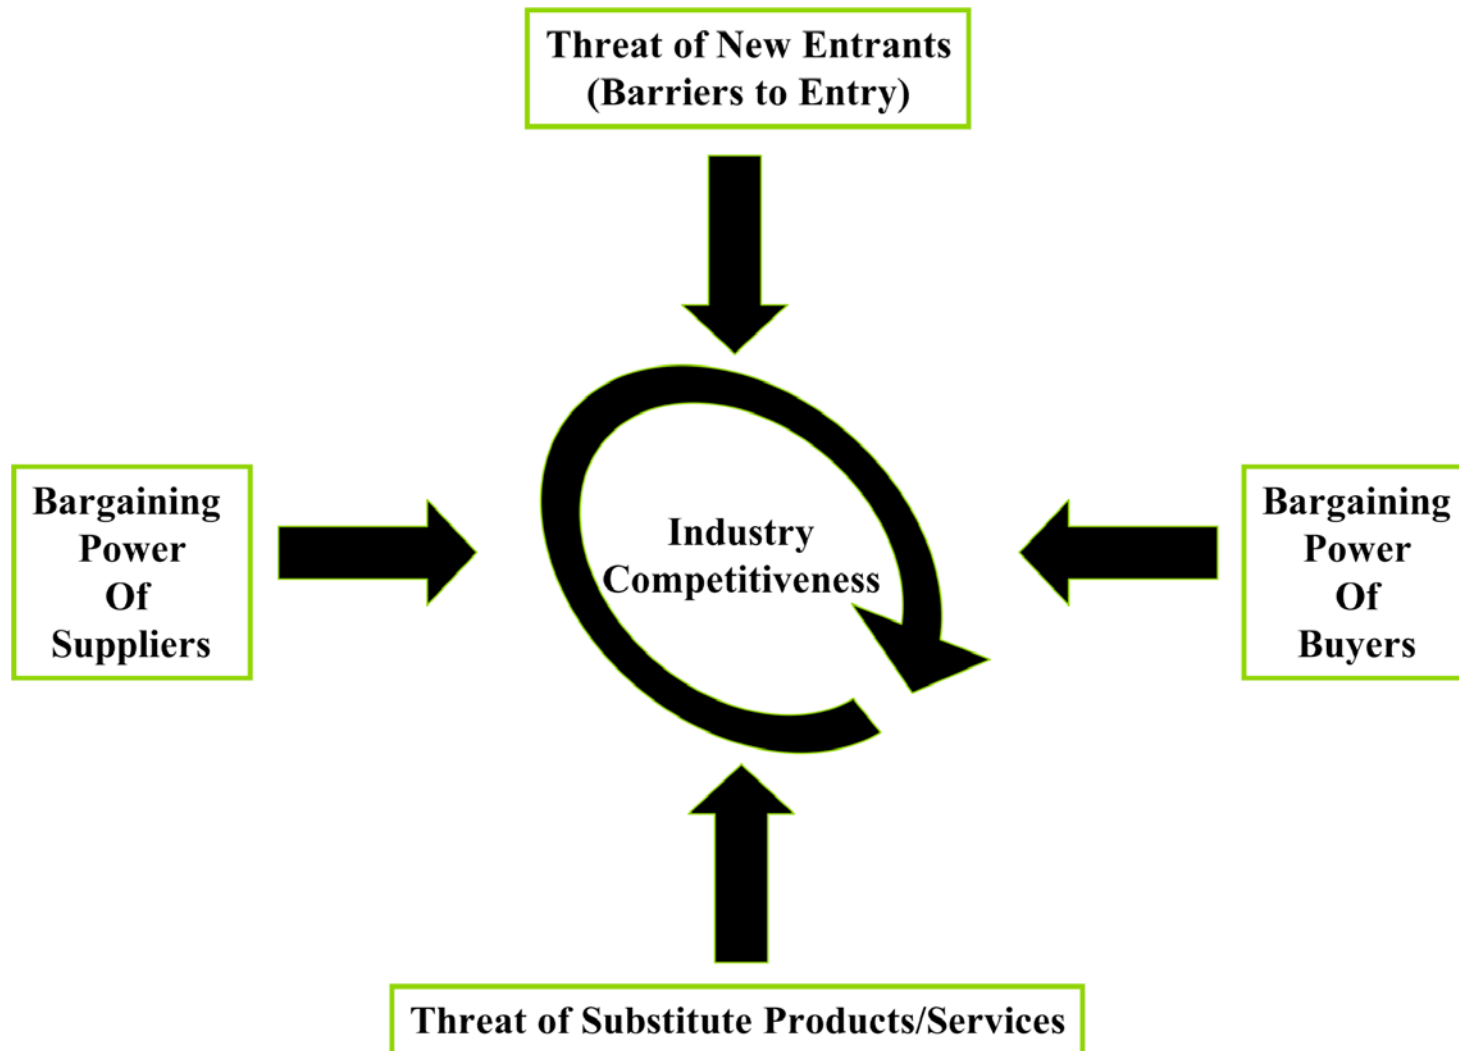 Threat of New Entrants
(Barriers to Entry)
Bargaining
Power
Of
Suppliers
Industry
Competitiveness
Bargaining
Power
Of
Buyers
Threat of Substitute Products/Services